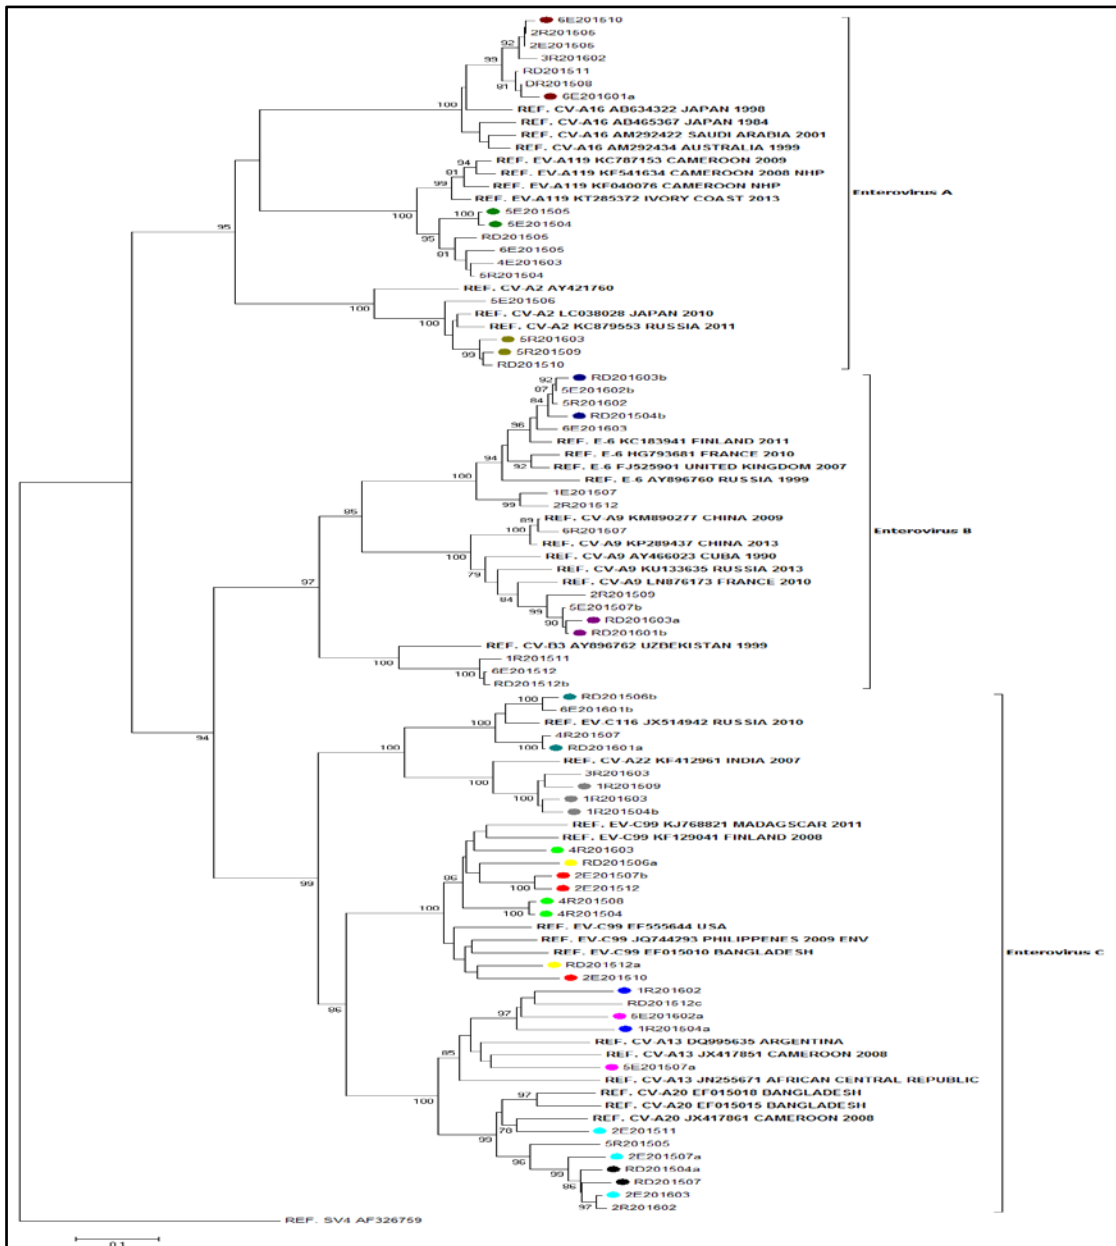 6E201510
2R201505
2E201505
92
3R201602
99
RD201511
DR201508
81
6E201601a
100
REF. CV-A16 AB634322 JAPAN 1998
REF. CV-A16 AB465367 JAPAN 1984
REF. CV-A16 AM292422 SAUDI ARABIA 2001
REF. CV-A16 AM292434 AUSTRALIA 1999
94
REF. EV-A119 KC787153 CAMEROON 2009
81
REF. EV-A119 KF541634 CAMEROON 2008 NHP
99
REF. EV-A119 KF040076 CAMEROON NHP
Enterovirus A
REF. EV-A119 KT285372 IVORY COAST 2013
100
100
5E201505
5E201504
95
95
RD201505
81
6E201505
4E201603
5R201504
REF. CV-A2 AY421760
100
5E201506
REF. CV-A2 LC038028 JAPAN 2010
100
REF. CV-A2 KC879553 RUSSIA 2011
5R201603
99
5R201509
RD201510
92
RD201603b
87
5E201602b
84
5R201602
RD201504b
96
6E201603
REF. E-6 KC183941 FINLAND 2011
94
REF. E-6 HG793681 FRANCE 2010
92
REF. E-6 FJ525901 UNITED KINGDOM 2007
100
REF. E-6 AY896760 RUSSIA 1999
1E201507
99
2R201512
85
89
REF. CV-A9 KM890277 CHINA 2009
100
6R201507
Enterovirus B
REF. CV-A9 KP289437 CHINA 2013
100
REF. CV-A9 AY466023 CUBA 1990
79
REF. CV-A9 KU133635 RUSSIA 2013
97
REF. CV-A9 LN876173 FRANCE 2010
84
2R201509
99
5E201507b
90
RD201603a
RD201601b
REF. CV-B3 AY896762 UZBEKISTAN 1999
100
1R201511
100
6E201512
RD201512b
100
RD201506b
6E201601b
100
REF. EV-C116 JX514942 RUSSIA 2010
94
100
4R201507
100
RD201601a
REF. CV-A22 KF412961 INDIA 2007
100
3R201603
1R201509
100
1R201603
1R201504b
REF. EV-C99 KJ768821 MADAGSCAR 2011
REF. EV-C99 KF129041 FINLAND 2008
4R201603
99
RD201506a
86
2E201507b
100
2E201512
100
4R201508
100
4R201504
REF. EV-C99 EF555644 USA
REF. EV-C99 JQ744293 PHILIPPENES 2009 ENV
REF. EV-C99 EF015010 BANGLADESH
Enterovirus C
RD201512a
2E201510
1R201602
86
RD201512c
97
5E201602a
1R201504a
REF. CV-A13 DQ995635 ARGENTINA
85
REF. CV-A13 JX417851 CAMEROON 2008
5E201507a
REF. CV-A13 JN255671 AFRICAN CENTRAL REPUBLIC
100
97
REF. CV-A20 EF015018 BANGLADESH
REF. CV-A20 EF015015 BANGLADESH
REF. CV-A20 JX417861 CAMEROON 2008
78
2E201511
99
5R201505
96
2E201507a
99
RD201504a
86
RD201507
2E201603
97
2R201602
REF. SV4 AF326759
0.1